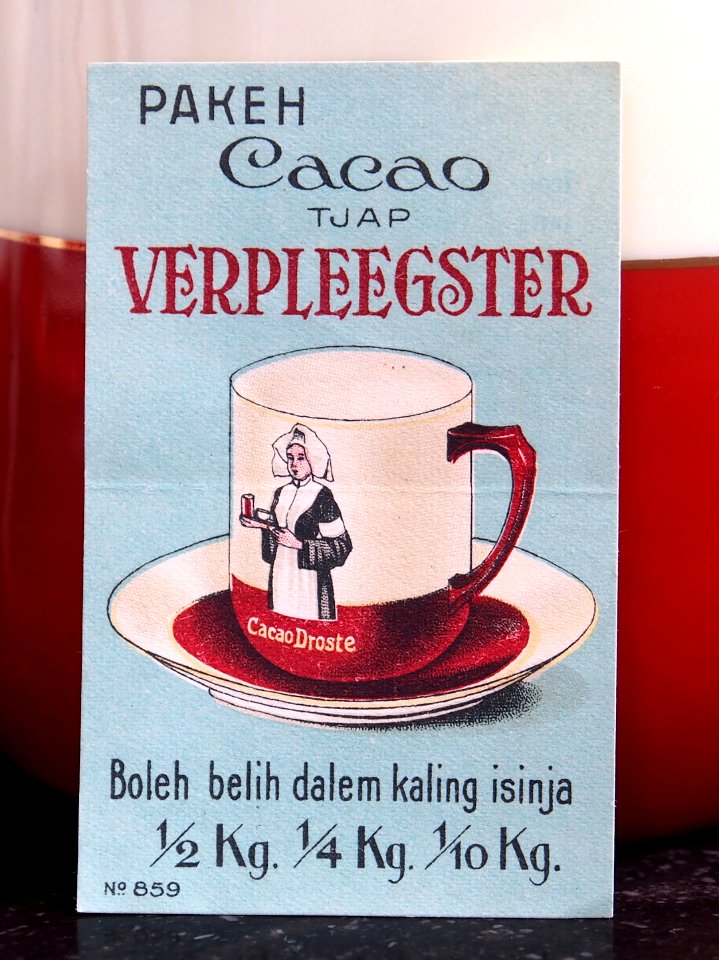 PAKEH
Cacao
TJAP
VERPLEEGSTER
Cacao Droste
Boleh belih dalem kaling isinja
1/2 Kg. 1/4 Kg. 1/10 Kg.
No 859